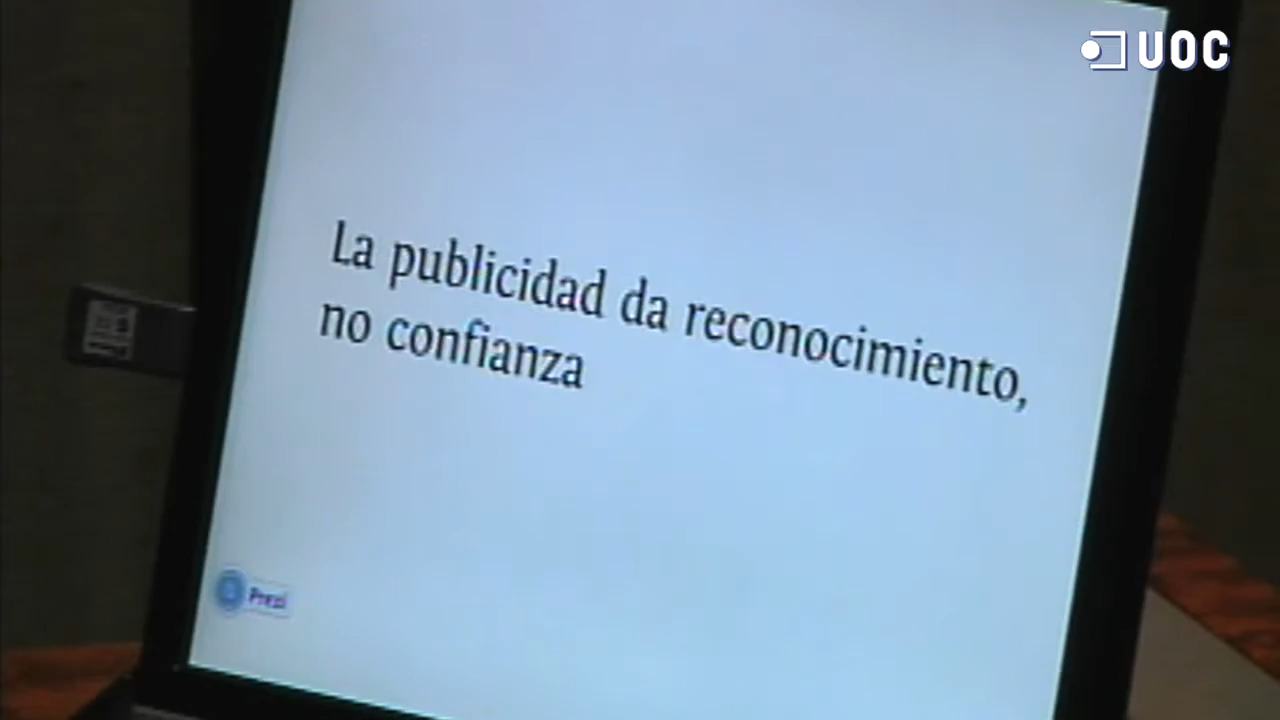 UOC
La publicidad da reconocimiento,
no confianza
Prezi